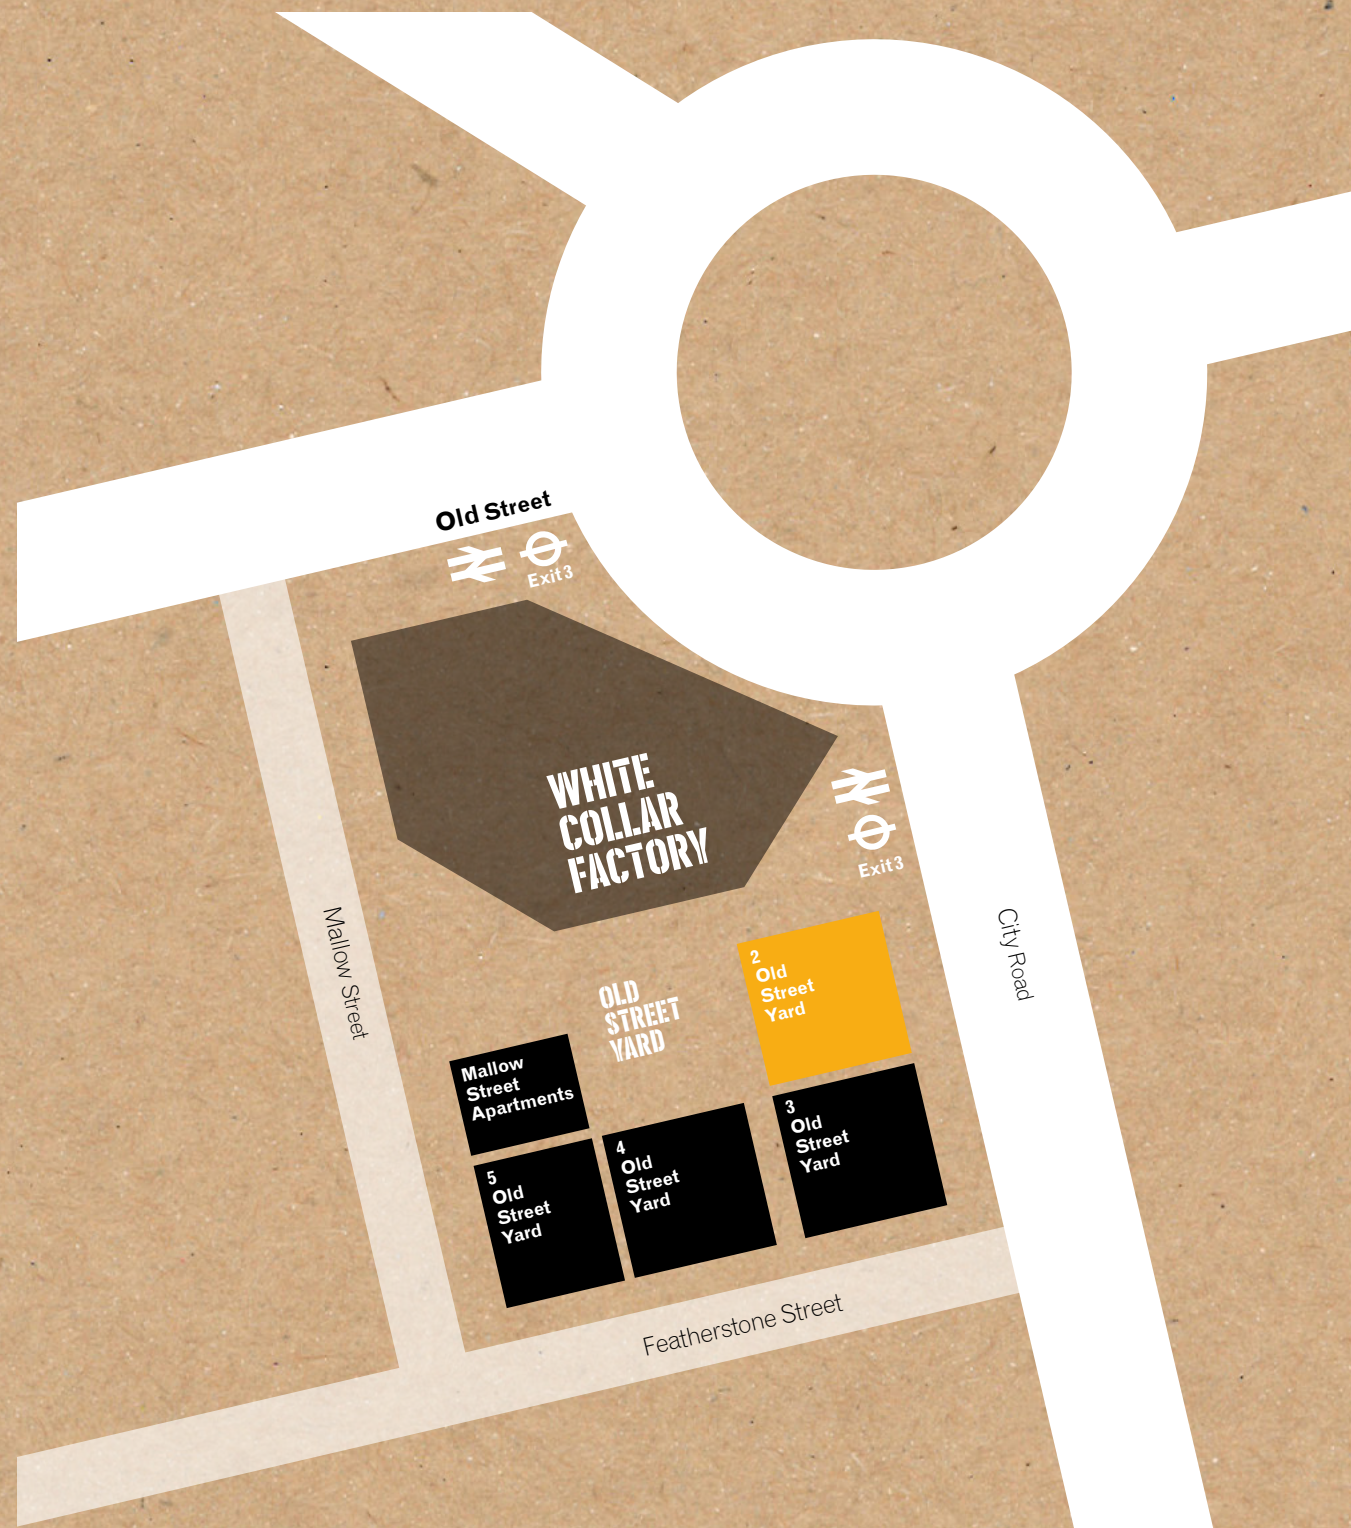 Old Street
Exit 3
WHITE
COLLAR
FACTORY
Exit 3
Mallow Street
City Road
2
Old
Street
Yard
OLD
STREET
YARD
Mallow
Street
Apartments
3
Old
Street
Yard
4
Old
Street
Yard
5
Old
Street
Yard
Featherstone Street